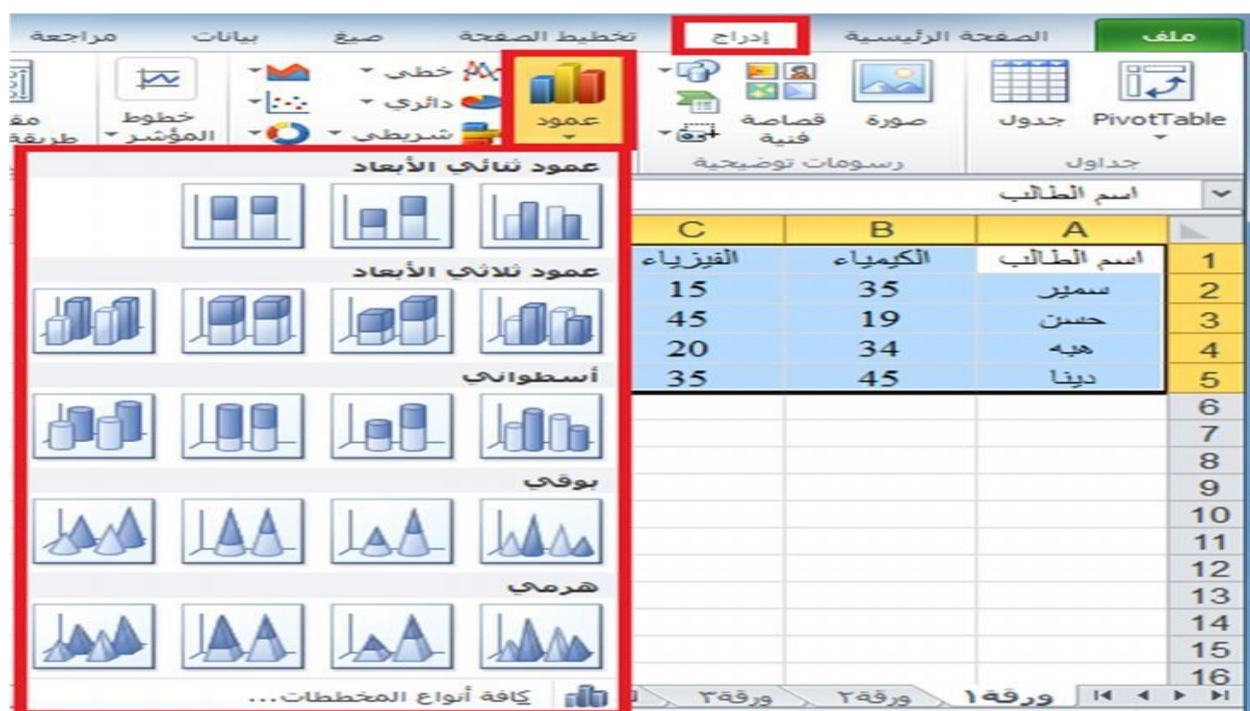 ملف الصفحة الرئيسية إدراج تخطيط الصفحة صيغ بيانات مراجعة
PivotTable جدول صورة قصاصة فنية عمود خطي دائري شريطي خطوط المؤشر
جداول رسومات توضيحية
اسم الطالب
A B C
1 اسم الطالب الكيمياء الفيزياء
2 سمير 35 15
3 حسن 19 45
4 هبه 34 20
5 دينا 45 35
6
7
8
9
10
11
12
13
14
15
16
ورقة١ ورقة٢ ورقة٣
عمود ثنائي الأبعاد
عمود ثلاثي الأبعاد
أسطواني
بوقي
هرمي
كافة أنواع المخططات...